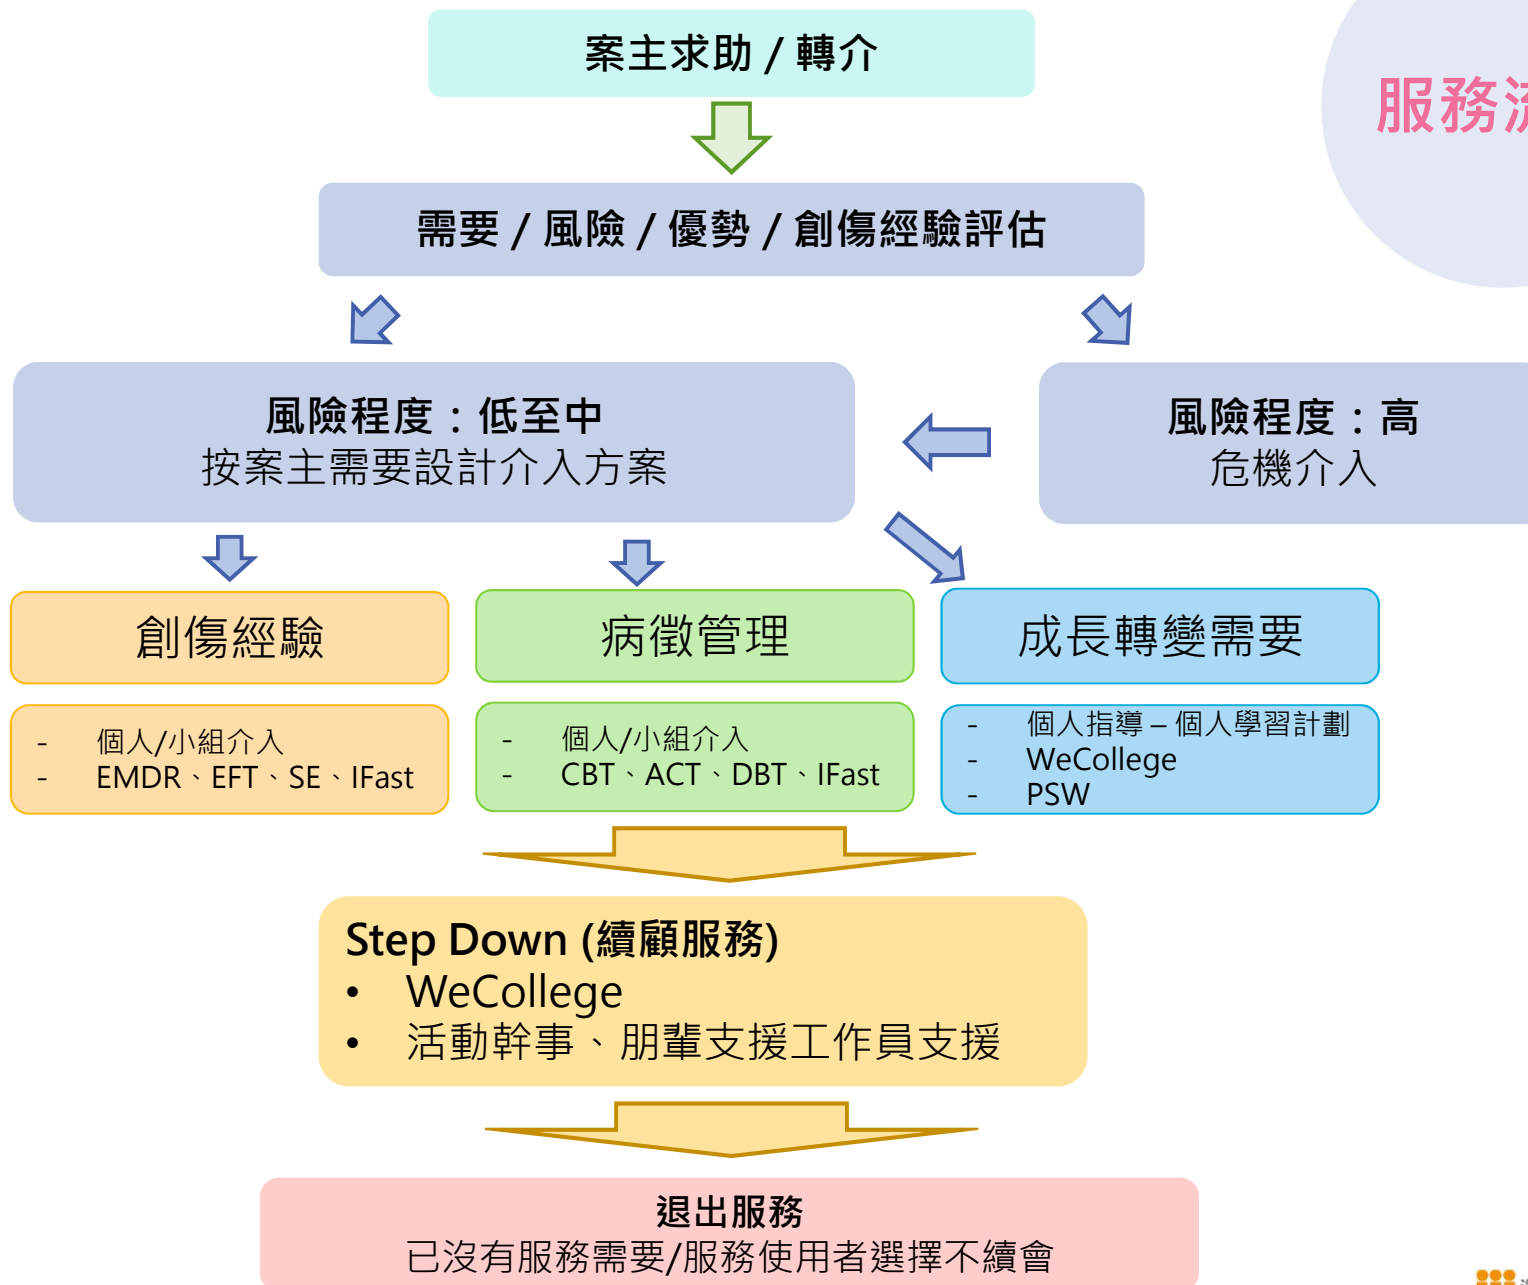 案主求助 / 轉介
服務流
需要 / 風險 / 優勢 / 創傷經驗評估
風險程度：低至中
按案主需要設計介入方案
風險程度：高
危機介入
創傷經驗
病徵管理
成長轉變需要
- 個人/小組介入
- EMDR、EFT、SE、IFast
- 個人/小組介入
- CBT、ACT、DBT、IFast
- 個人指導 – 個人學習計劃
- WeCollege
- PSW
Step Down (續顧服務)
• WeCollege
• 活動幹事、朋輩支援工作員支援
退出服務
已沒有服務需要/服務使用者選擇不續會